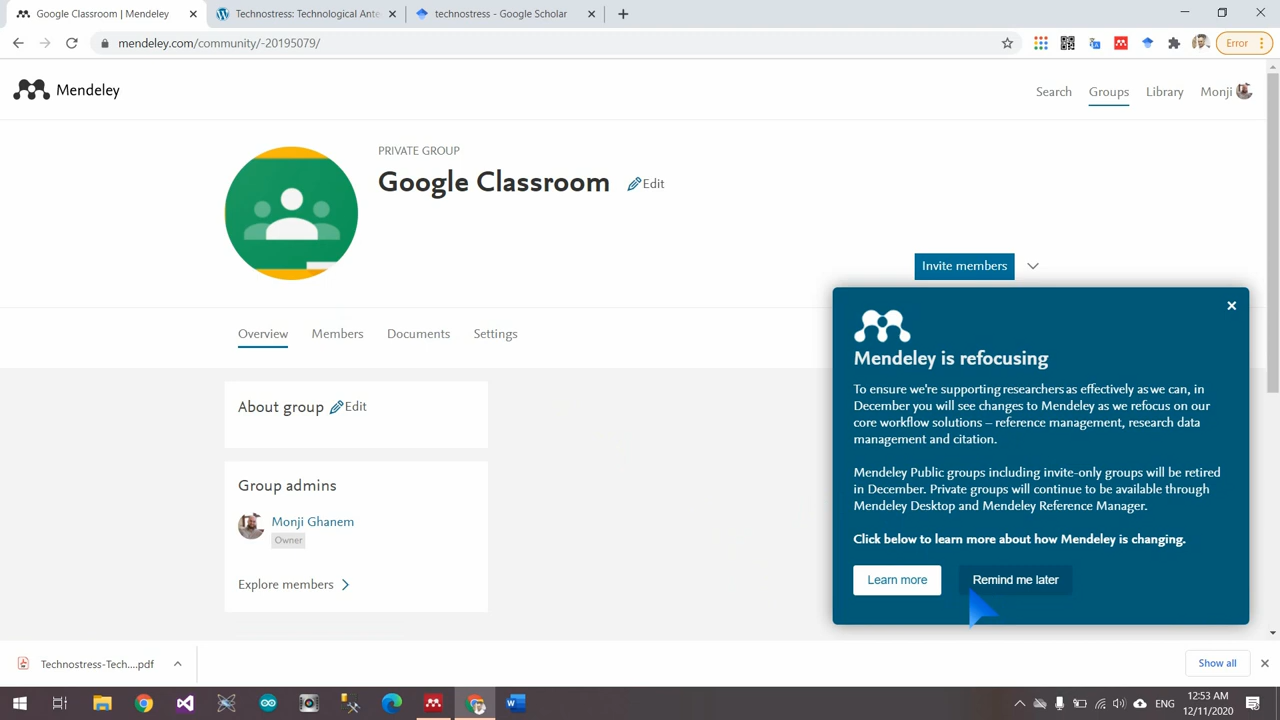 Google Classroom | Mendeley
Technostress: Technological Ante
technostress - Google Scholar
mendeley.com/community/-20195079/
Error
Mendeley
Search
Groups
Library
Monji
PRIVATE GROUP
Google Classroom
Edit
Invite members
Overview
Members
Documents
Settings
About group
Edit
Group admins
Monji Ghanem
Owner
Explore members
Mendeley is refocusing
To ensure we're supporting researchers as effectively as we can, in
December you will see changes to Mendeley as we refocus on our
core workflow solutions – reference management, research data
management and citation.
Mendeley Public groups including invite-only groups will be retired
in December. Private groups will continue to be available through
Mendeley Desktop and Mendeley Reference Manager.
Click below to learn more about how Mendeley is changing.
Learn more
Remind me later
Technostress-Tech....pdf
Show all
ENG
12:53 AM
12/11/2020